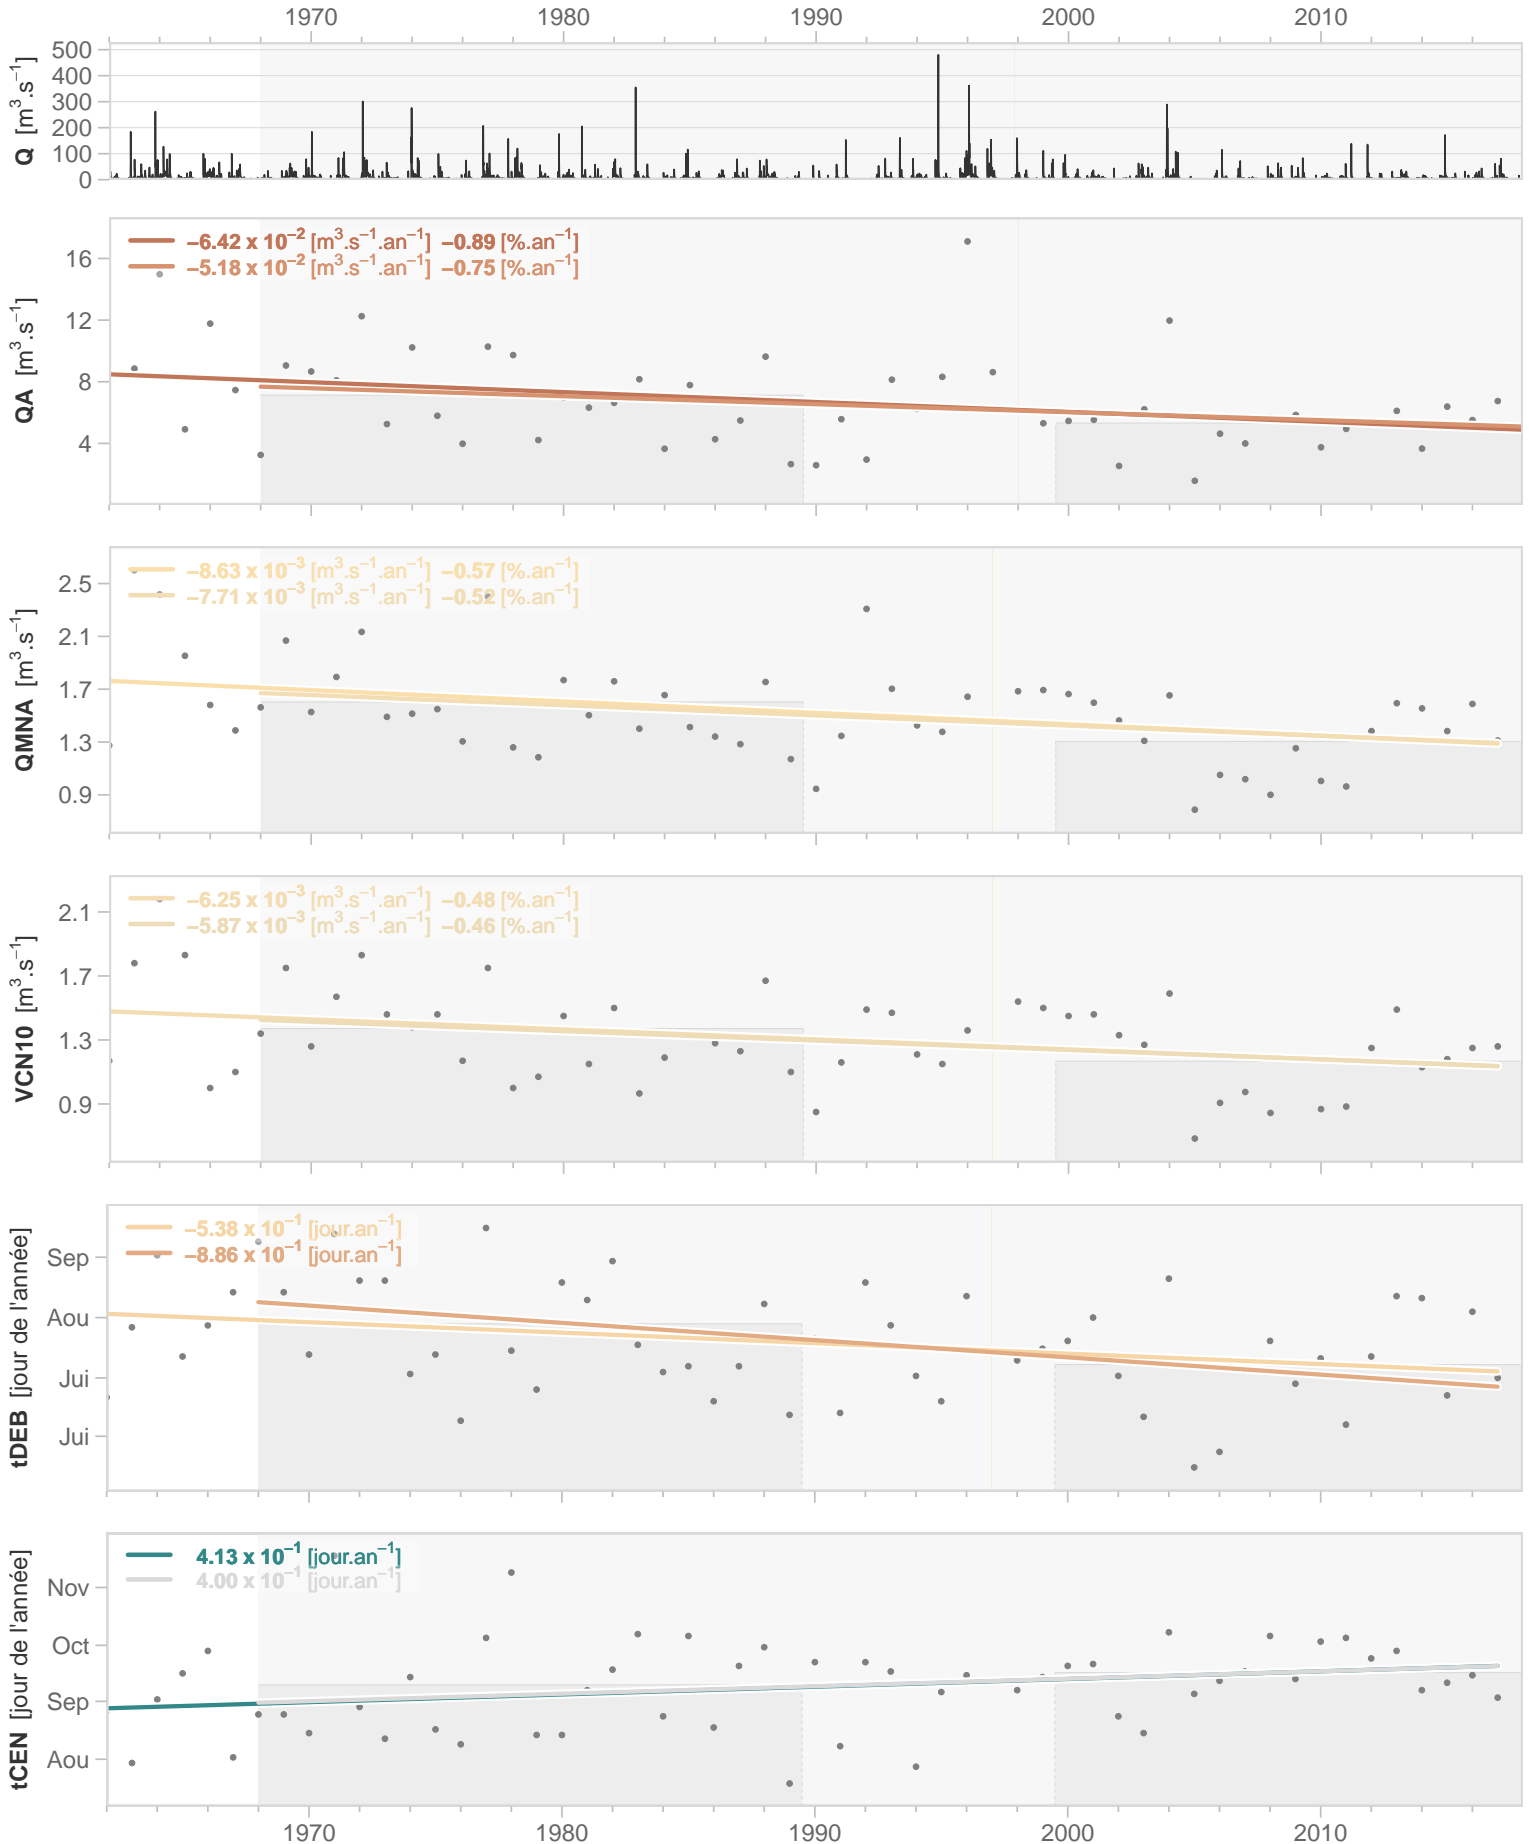 1970 1980 1990 2000 2010
Q [m³.s⁻¹]
500
400
300
200
100
0
QA [m³.s⁻¹]
−6.42 x 10⁻² [m³.s⁻¹.an⁻¹] −0.89 [%.an⁻¹]
−5.18 x 10⁻² [m³.s⁻¹.an⁻¹] −0.75 [%.an⁻¹]
16
12
8
4
QMNA [m³.s⁻¹]
−8.63 x 10⁻³ [m³.s⁻¹.an⁻¹] −0.57 [%.an⁻¹]
−7.71 x 10⁻³ [m³.s⁻¹.an⁻¹] −0.52 [%.an⁻¹]
2.5
2.1
1.7
1.3
0.9
VCN10 [m³.s⁻¹]
−6.25 x 10⁻³ [m³.s⁻¹.an⁻¹] −0.48 [%.an⁻¹]
−5.87 x 10⁻³ [m³.s⁻¹.an⁻¹] −0.46 [%.an⁻¹]
2.1
1.7
1.3
0.9
tDEB [jour de l'année]
−5.38 x 10⁻¹ [jour.an⁻¹]
−8.86 x 10⁻¹ [jour.an⁻¹]
Sep
Aou
Jui
Jui
tCEN [jour de l'année]
4.13 x 10⁻¹ [jour.an⁻¹]
4.00 x 10⁻¹ [jour.an⁻¹]
Nov
Oct
Sep
Aou
1970 1980 1990 2000 2010